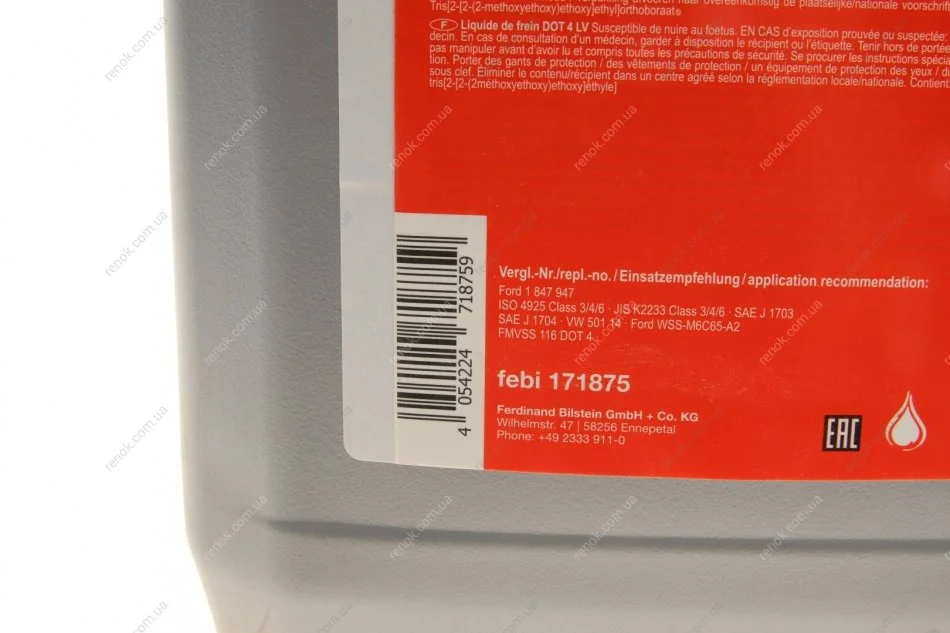 Tris[2-[2-(2-methoxyethoxy)ethoxy]ethyl]orthoboraat
F Liquide de frein DOT 4 LV Susceptible de nuire au foetus. EN CAS d'exposition prouvée ou suspectée:
decin. En cas de consultation d'un médecin, garder à disposition le récipient ou l'étiquette. Tenir hors de portée
pas manipuler avant d'avoir lu et compris toutes les précautions de sécurité. Se procurer les instructions
tion. Porter des gants de protection / des vêtements de protection / un équipement de protection des yeux /
sous clef. Éliminer le contenu/récipient dans un centre agréé selon la réglementation locale/nationale. Contient:
tris[2-[2-(2méthoxyethoxy)ethoxy]éthyle]
4 054224 718759
Vergl.-Nr./repl.-no. / Einsatzempfehlung / application recommendation:
Ford 1 847 947
ISO 4925 Class 3/4/6 · JIS K2233 Class 3/4/6 · SAE J 1703
SAE J 1704 · VW 501 14 · Ford WSS-M6C65-A2
FMVSS 116 DOT 4
febi 171875
Ferdinand Bilstein GmbH + Co. KG
Wilhelmstr. 47 | 58256 Ennepetal
Phone: +49 2333 911-0
EAC
renok.com.ua